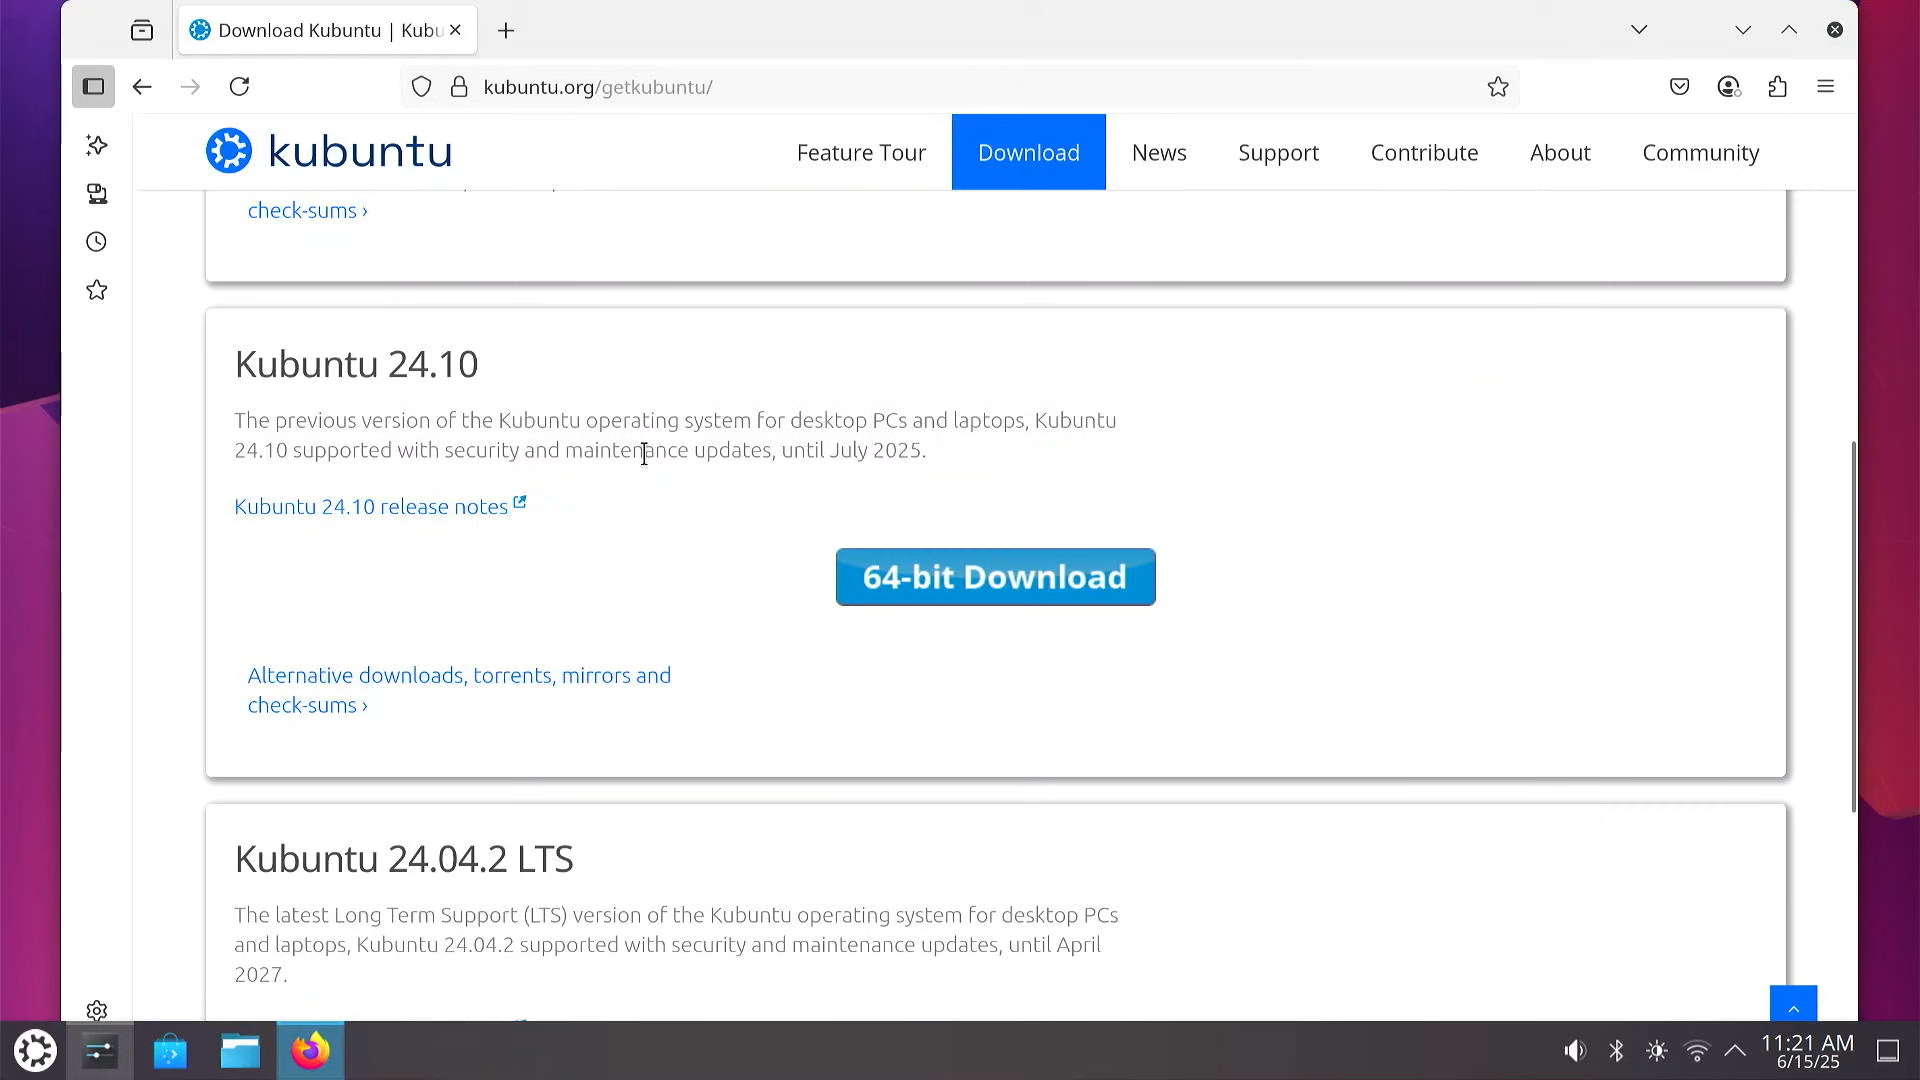 Download Kubuntu | Kubu
kubuntu.org/getkubuntu/
kubuntu
Feature Tour
Download
News
Support
Contribute
About
Community
check-sums ›
Kubuntu 24.10
The previous version of the Kubuntu operating system for desktop PCs and laptops, Kubuntu
24.10 supported with security and maintenance updates, until July 2025.
Kubuntu 24.10 release notes
64-bit Download
Alternative downloads, torrents, mirrors and
check-sums ›
Kubuntu 24.04.2 LTS
The latest Long Term Support (LTS) version of the Kubuntu operating system for desktop PCs
and laptops, Kubuntu 24.04.2 supported with security and maintenance updates, until April
2027.
11:21 AM
6/15/25